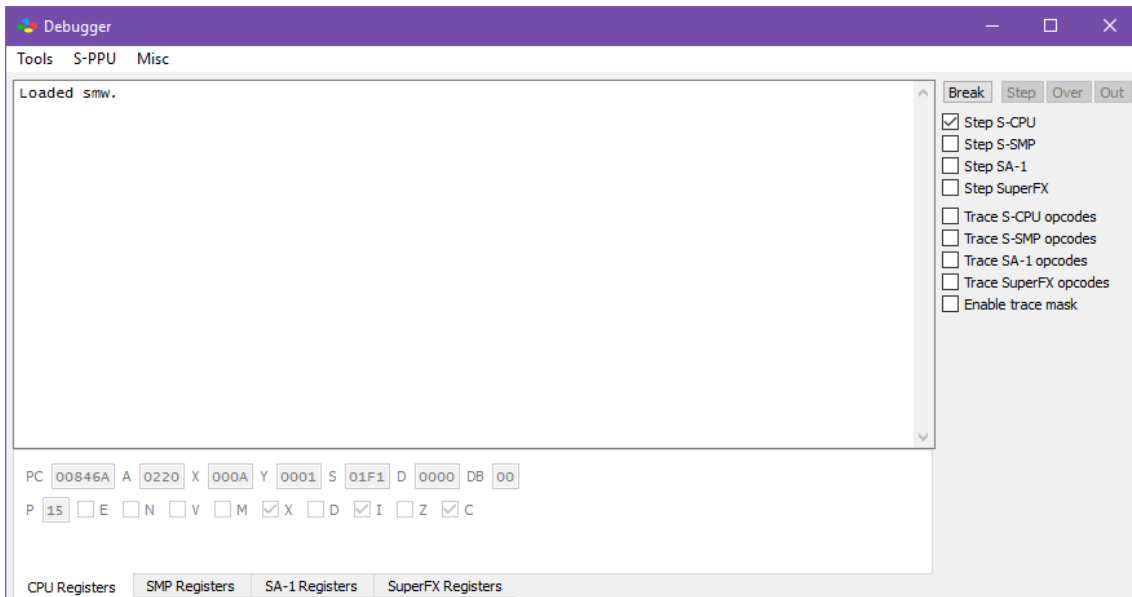 Debugger
Tools S-PPU Misc
Loaded smw.
Break Step Over Out
Step S-CPU
Step S-SMP
Step SA-1
Step SuperFX
Trace S-CPU opcodes
Trace S-SMP opcodes
Trace SA-1 opcodes
Trace SuperFX opcodes
Enable trace mask
PC 00846A A 0220 X 000A Y 0001 S 01F1 D 0000 DB 00
P 15 E N V M X D I Z C
CPU Registers SMP Registers SA-1 Registers SuperFX Registers